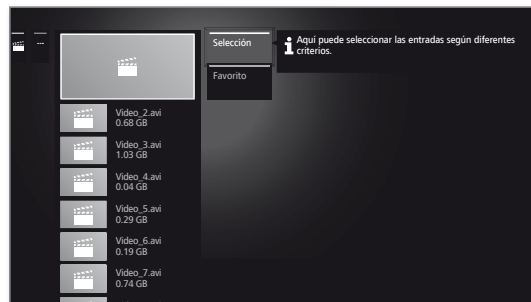 ...
Selección
Aquí puede seleccionar las entradas según diferentes
criterios.
Favorito
Video_2.avi
0.68 GB
Video_3.avi
1.03 GB
Video_4.avi
0.04 GB
Video_5.avi
0.29 GB
Video_6.avi
0.19 GB
Video_7.avi
0.74 GB